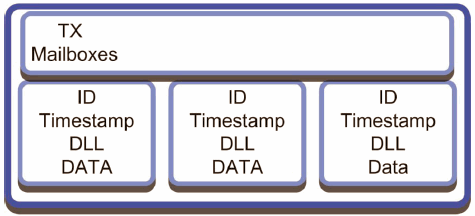 TX
Mailboxes
ID
Timestamp
DLL
DATA
ID
Timestamp
DLL
DATA
ID
Timestamp
DLL
Data